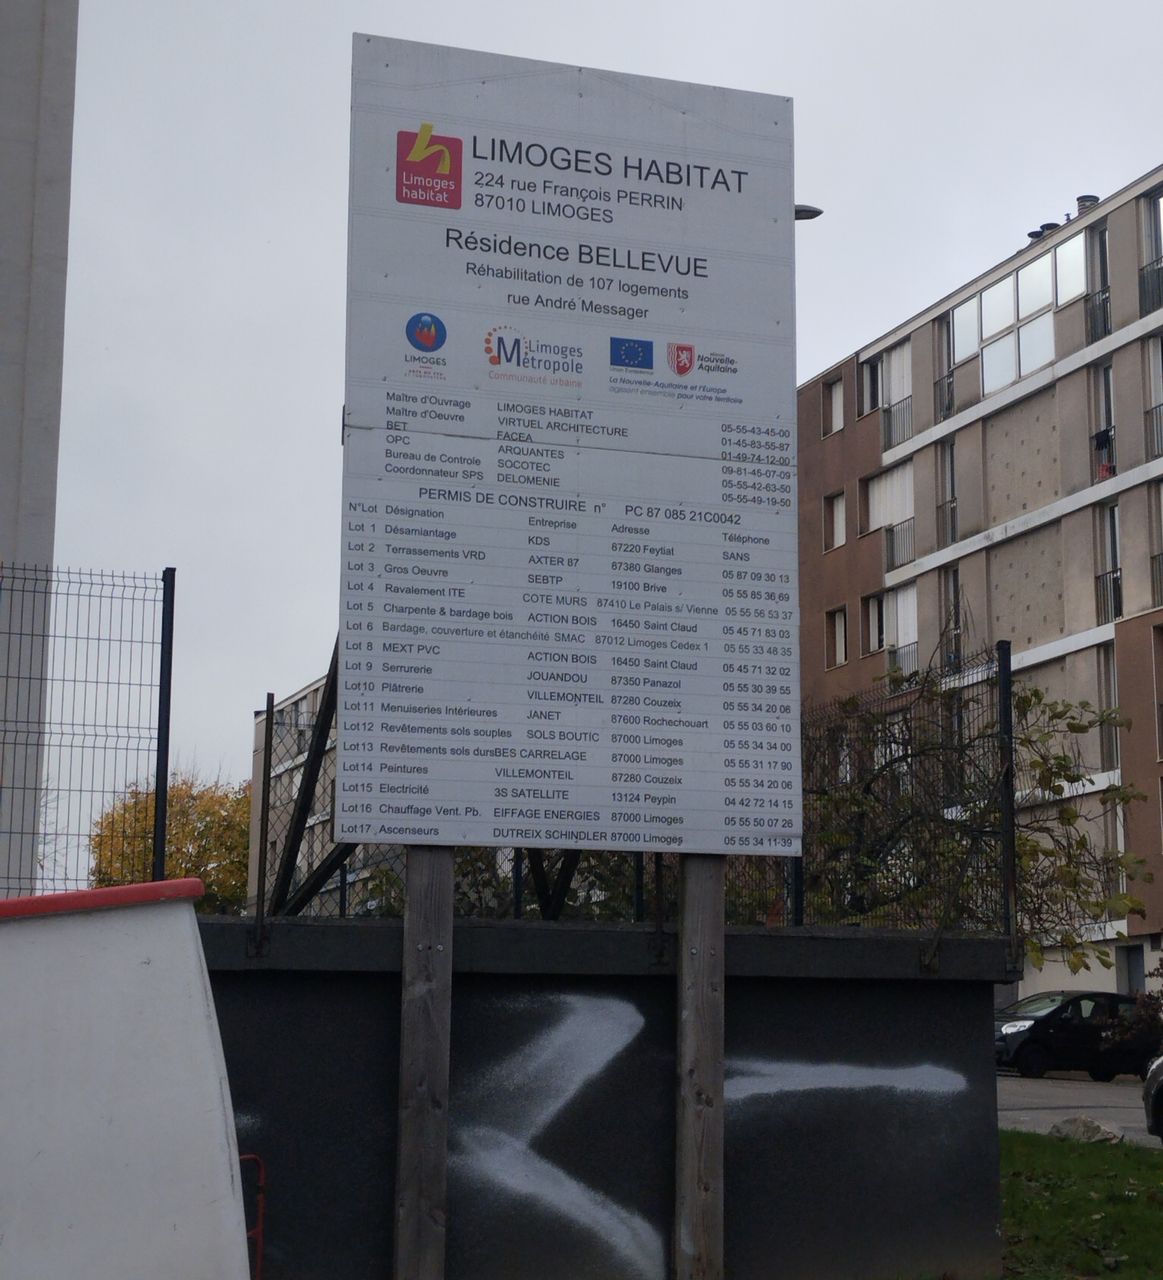 LIMOGES HABITAT
224 rue François PERRIN
87010 LIMOGES
Limoges
habitat
Résidence BELLEVUE
Réhabilitation de 107 logements
rue André Messager
LIMOGES
Limoges
Métropole
Communauté urbaine
Union Européenne
RÉGION
Nouvelle-
Aquitaine
La Nouvelle-Aquitaine et l'Europe
agissent ensemble pour votre territoire
Maître d'Ouvrage LIMOGES HABITAT 05-55-43-45-00
Maître d'Oeuvre VIRTUEL ARCHITECTURE 01-45-83-55-87
BET FACEA 01-49-74-12-00
OPC ARQUANTES 09-81-45-07-09
Bureau de Controle SOCOTEC 05-55-42-63-50
Coordonnateur SPS DELOMENIE 05-55-49-19-50
PERMIS DE CONSTRUIRE n° PC 87 085 21C0042
N°Lot Désignation Entreprise Adresse Téléphone
Lot 1 Désamiantage KDS 87220 Feytiat SANS
Lot 2 Terrassements VRD AXTER 87 87380 Glanges 05 87 09 30 13
Lot 3 Gros Oeuvre SEBTP 19100 Brive 05 55 85 36 69
Lot 4 Ravalement ITE COTE MURS 87410 Le Palais s/ Vienne 05 55 56 53 37
Lot 5 Charpente & bardage bois ACTION BOIS 16450 Saint Claud 05 45 71 83 03
Lot 6 Bardage, couverture et étanchéité SMAC 87012 Limoges Cedex 1 05 55 33 48 35
Lot 8 MEXT PVC ACTION BOIS 16450 Saint Claud 05 45 71 32 02
Lot 9 Serrurerie JOUANDOU 87350 Panazol 05 55 30 39 55
Lot10 Plâtrerie VILLEMONTEIL 87280 Couzeix 05 55 34 20 06
Lot 11 Menuiseries Intérieures JANET 87600 Rochechouart 05 55 03 60 10
Lot12 Revêtements sols souples SOLS BOUTIC 87000 Limoges 05 55 34 34 00
Lot13 Revêtements sols durs BES CARRELAGE 87000 Limoges 05 55 31 17 90
Lot14 Peintures VILLEMONTEIL 87280 Couzeix 05 55 34 20 06
Lot15 Electricité 3S SATELLITE 13124 Peypin 04 42 72 14 15
Lot16 Chauffage Vent. Pb. EIFFAGE ENERGIES 87000 Limoges 05 55 50 07 26
Lot17 Ascenseurs DUTREIX SCHINDLER 87000 Limoges 05 55 34 11-39